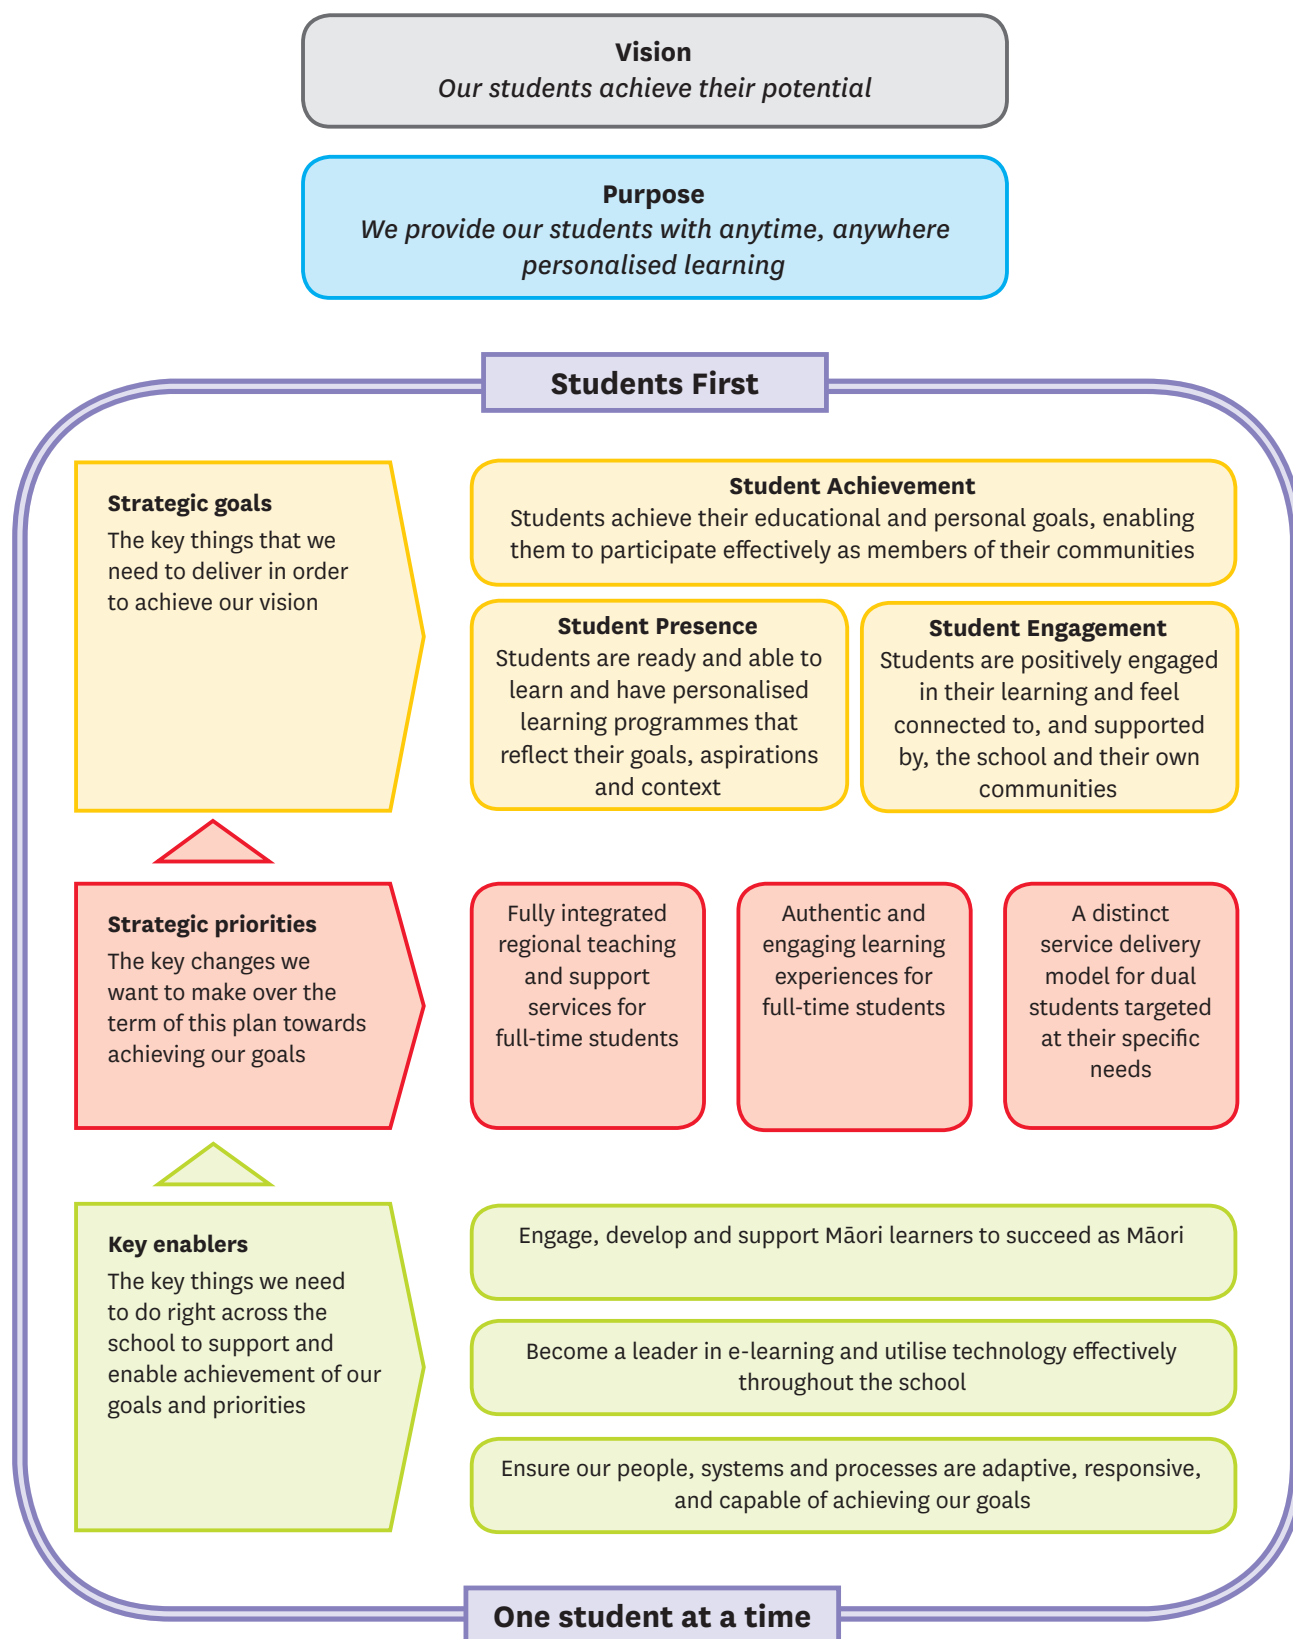 Vision
Our students achieve their potential
Purpose
We provide our students with anytime, anywhere
personalised learning
Students First
Strategic goals
The key things that we
need to deliver in order
to achieve our vision
Student Achievement
Students achieve their educational and personal goals, enabling
them to participate effectively as members of their communities
Student Presence
Students are ready and able to
learn and have personalised
learning programmes that
reflect their goals, aspirations
and context
Student Engagement
Students are positively engaged
in their learning and feel
connected to, and supported
by, the school and their own
communities
Strategic priorities
The key changes we
want to make over the
term of this plan towards
achieving our goals
Fully integrated
regional teaching
and support
services for
full-time students
Authentic and
engaging learning
experiences for
full-time students
A distinct
service delivery
model for dual
students targeted
at their specific
needs
Key enablers
The key things we need
to do right across the
school to support and
enable achievement of our
goals and priorities
Engage, develop and support Māori learners to succeed as Māori
Become a leader in e-learning and utilise technology effectively
throughout the school
Ensure our people, systems and processes are adaptive, responsive,
and capable of achieving our goals
One student at a time